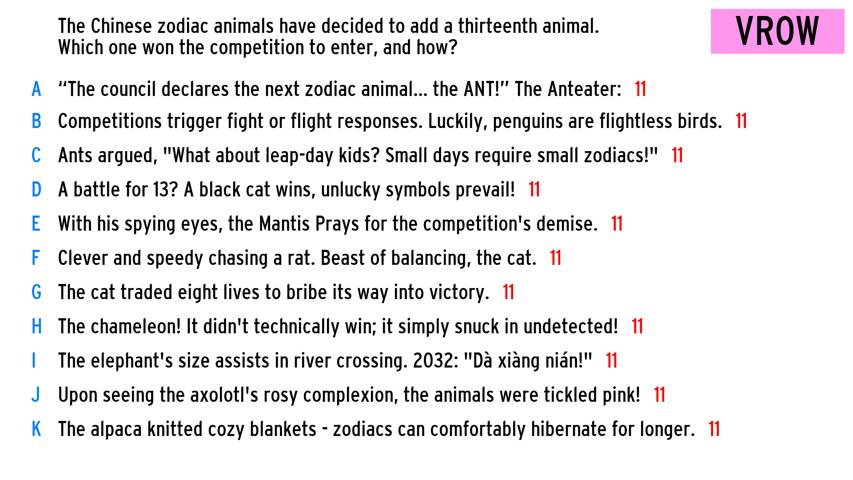 The Chinese zodiac animals have decided to add a thirteenth animal.
Which one won the competition to enter, and how?
VROW
A "The council declares the next zodiac animal... the ANT!" The Anteater: 11
B Competitions trigger fight or flight responses. Luckily, penguins are flightless birds. 11
C Ants argued, "What about leap-day kids? Small days require small zodiacs!" 11
D A battle for 13? A black cat wins, unlucky symbols prevail! 11
E With his spying eyes, the Mantis Prays for the competition's demise. 11
F Clever and speedy chasing a rat. Beast of balancing, the cat. 11
G The cat traded eight lives to bribe its way into victory. 11
H The chameleon! It didn't technically win; it simply snuck in undetected! 11
I The elephant's size assists in river crossing. 2032: "Dà xiàng nián!" 11
J Upon seeing the axolotl's rosy complexion, the animals were tickled pink! 11
K The alpaca knitted cozy blankets - zodiacs can comfortably hibernate for longer. 11